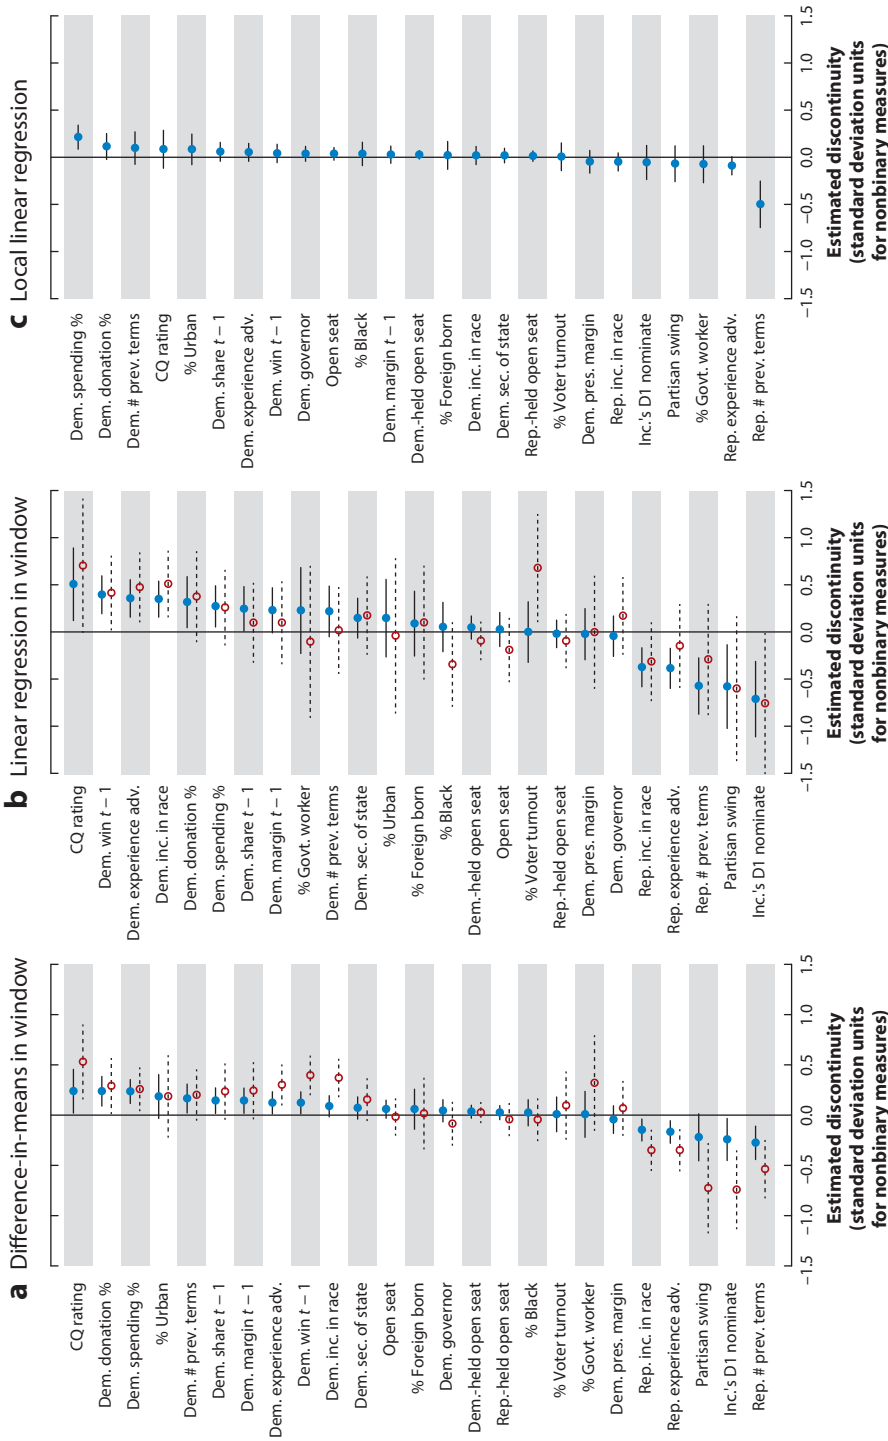 a Difference-in-means in window
CQ rating
Dem. donation %
Dem. spending %
% Urban
Dem. # prev. terms
Dem. share t – 1
Dem. margin t – 1
Dem. experience adv.
Dem. win t – 1
Dem. inc. in race
Dem. sec. of state
Open seat
% Foreign born
Dem. governor
Dem.-held open seat
Rep.-held open seat
% Black
% Voter turnout
% Govt. worker
Dem. pres. margin
Rep. inc. in race
Rep. experience adv.
Partisan swing
Inc.'s D1 nominate
Rep. # prev. terms
–1.5 –1.0 –0.5 0.0 0.5 1.0 1.5
Estimated discontinuity
(standard deviation units
for nonbinary measures)
b Linear regression in window
CQ rating
Dem. win t – 1
Dem. experience adv.
Dem. inc. in race
Dem. donation %
Dem. spending %
Dem. share t – 1
Dem. margin t – 1
% Govt. worker
Dem. # prev. terms
Dem. sec. of state
% Urban
% Foreign born
% Black
Dem.-held open seat
Open seat
% Voter turnout
Rep.-held open seat
Dem. pres. margin
Dem. governor
Rep. inc. in race
Rep. experience adv.
Rep. # prev. terms
Partisan swing
Inc.'s D1 nominate
–1.5 –1.0 –0.5 0.0 0.5 1.0 1.5
Estimated discontinuity
(standard deviation units
for nonbinary measures)
c Local linear regression
Dem. spending %
Dem. donation %
Dem. # prev. terms
CQ rating
% Urban
Dem. share t – 1
Dem. experience adv.
Dem. win t – 1
Dem. governor
Open seat
% Black
Dem. margin t – 1
Dem.-held open seat
% Foreign born
Dem. inc. in race
Dem. sec. of state
Rep.-held open seat
% Voter turnout
Dem. pres. margin
Rep. inc. in race
Inc.'s D1 nominate
Partisan swing
% Govt. worker
Rep. experience adv.
Rep. # prev. terms
–1.5 –1.0 –0.5 0.0 0.5 1.0 1.5
Estimated discontinuity
(standard deviation units
for nonbinary measures)